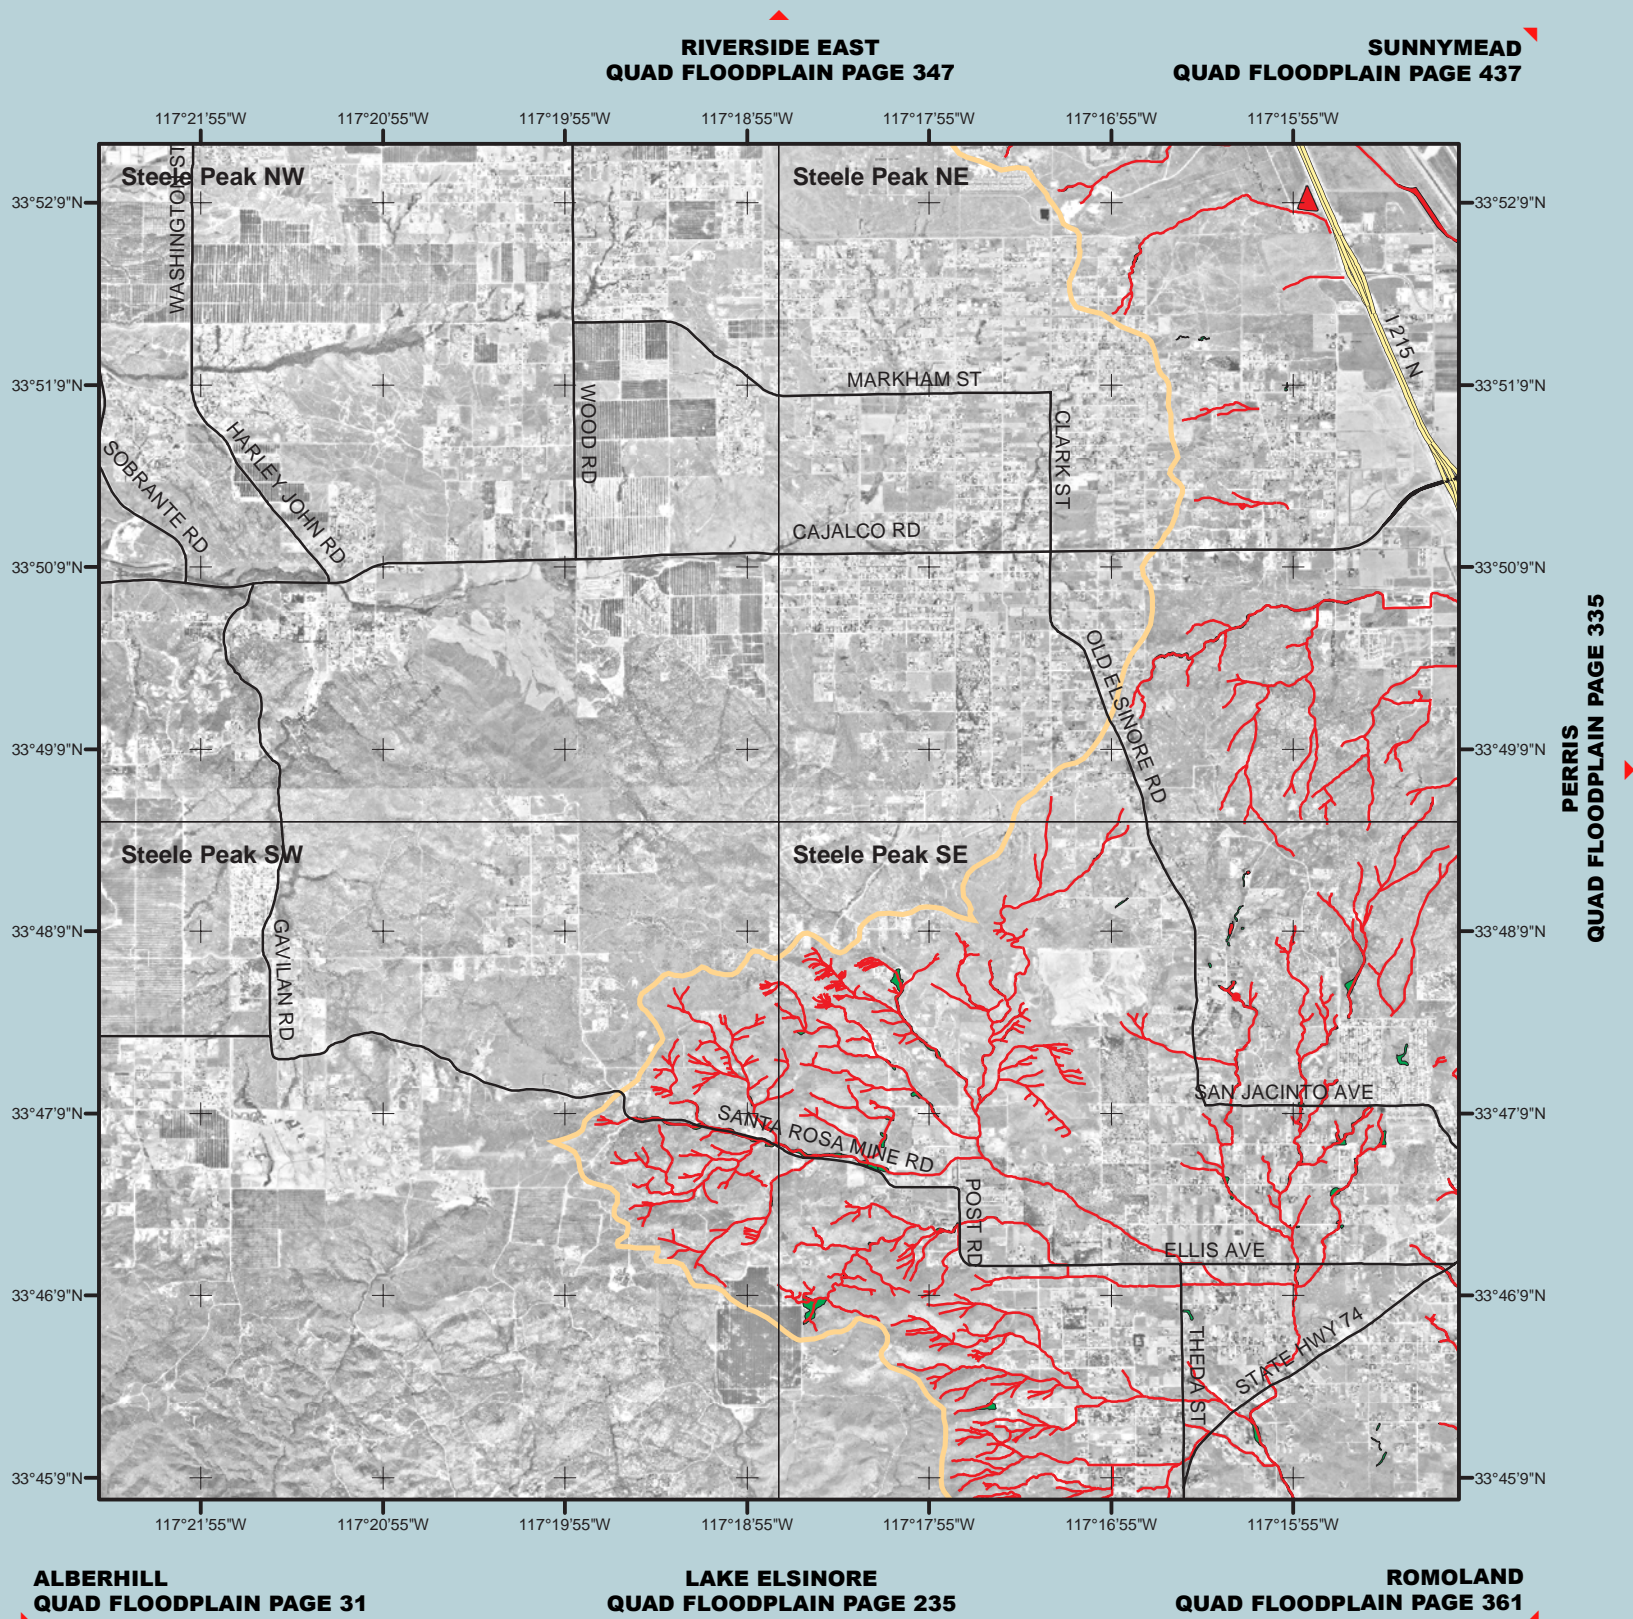 RIVERSIDE EAST
QUAD FLOODPLAIN PAGE 347
SUNNYMEAD
QUAD FLOODPLAIN PAGE 437
117°21'55"W
117°20'55"W
117°19'55"W
117°18'55"W
117°17'55"W
117°16'55"W
117°15'55"W
Steele Peak NW
Steele Peak NE
33°52'9"N
33°52'9"N
WASHINGTON ST
I 215 N
33°51'9"N
33°51'9"N
MARKHAM ST
WOOD RD
CLARK ST
HARLEY JOHN RD
SOBRANTE RD
CAJALCO RD
33°50'9"N
33°50'9"N
OLD ELSINORE RD
33°49'9"N
33°49'9"N
PERRIS
QUAD FLOODPLAIN PAGE 335
Steele Peak SW
Steele Peak SE
33°48'9"N
33°48'9"N
GAVILAN RD
SAN JACINTO AVE
33°47'9"N
33°47'9"N
SANTA ROSA MINE RD
POST RD
ELLIS AVE
33°46'9"N
33°46'9"N
THEDA ST
STATE HWY 74
33°45'9"N
33°45'9"N
117°21'55"W
117°20'55"W
117°19'55"W
117°18'55"W
117°17'55"W
117°16'55"W
117°15'55"W
ALBERHILL
QUAD FLOODPLAIN PAGE 31
LAKE ELSINORE
QUAD FLOODPLAIN PAGE 235
ROMOLAND
QUAD FLOODPLAIN PAGE 361